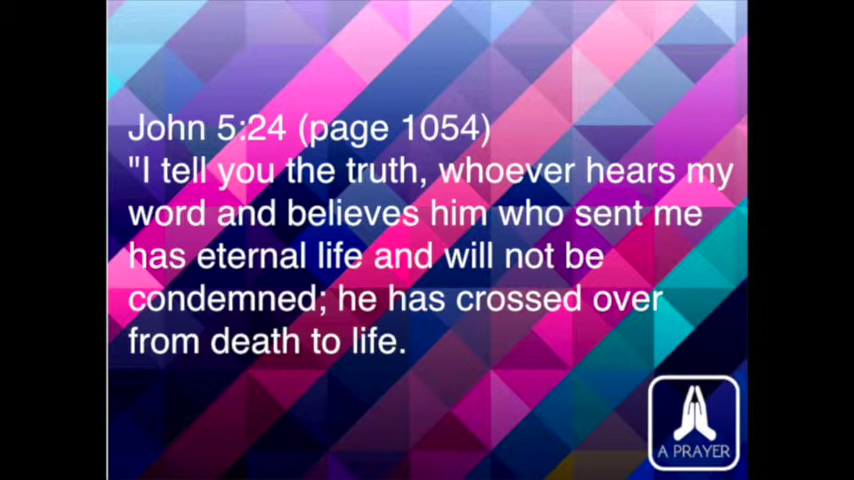 John 5:24 (page 1054)
"I tell you the truth, whoever hears my
word and believes him who sent me
has eternal life and will not be
condemned; he has crossed over
from death to life.
A PRAYER